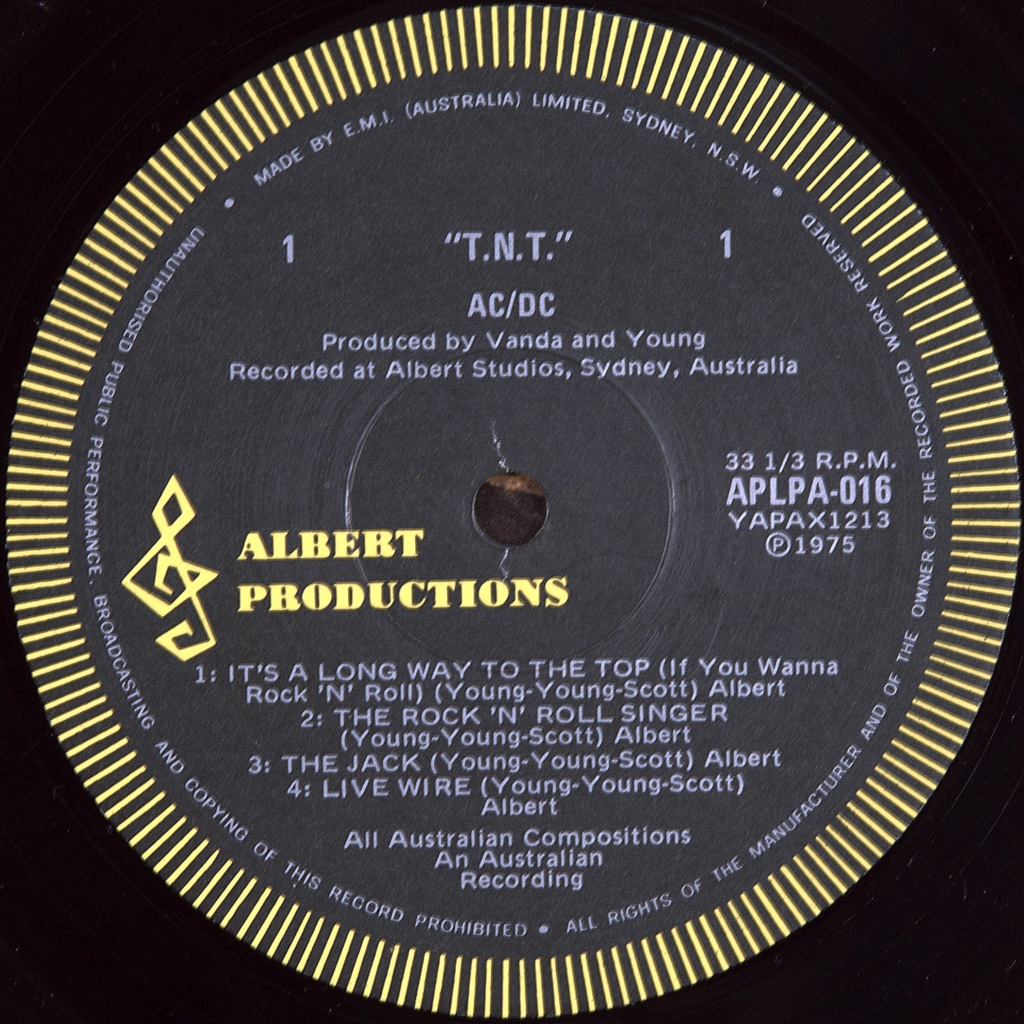 • MADE BY E.M.I. (AUSTRALIA) LIMITED. SYDNEY. N.S.W. •
1 "T.N.T." 1
AC/DC
Produced by Vanda and Young
Recorded at Albert Studios, Sydney, Australia
33 1/3 R.P.M.
APLPA-016
YAPAX1213
℗1975
ALBERT
PRODUCTIONS
1: IT'S A LONG WAY TO THE TOP (If You Wanna
Rock 'N' Roll) (Young-Young-Scott) Albert
2: THE ROCK 'N' ROLL SINGER
(Young-Young-Scott) Albert
3: THE JACK (Young-Young-Scott) Albert
4: LIVE WIRE (Young-Young-Scott)
Albert
All Australian Compositions
An Australian
Recording
UNAUTHORISED PUBLIC PERFORMANCE. BROADCASTING AND COPYING OF THIS RECORD PROHIBITED • ALL RIGHTS OF THE MANUFACTURER AND OF THE OWNER OF THE RECORDED WORK RESERVED